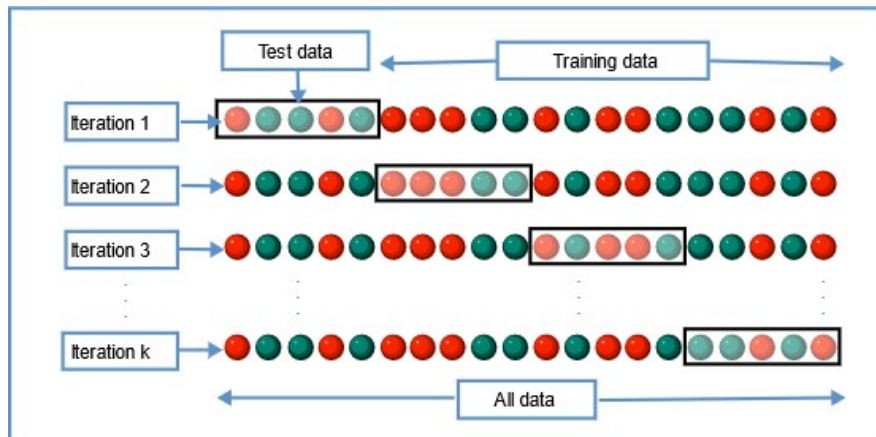 Test data
Training data
Iteration 1
Iteration 2
Iteration 3
Iteration k
All data